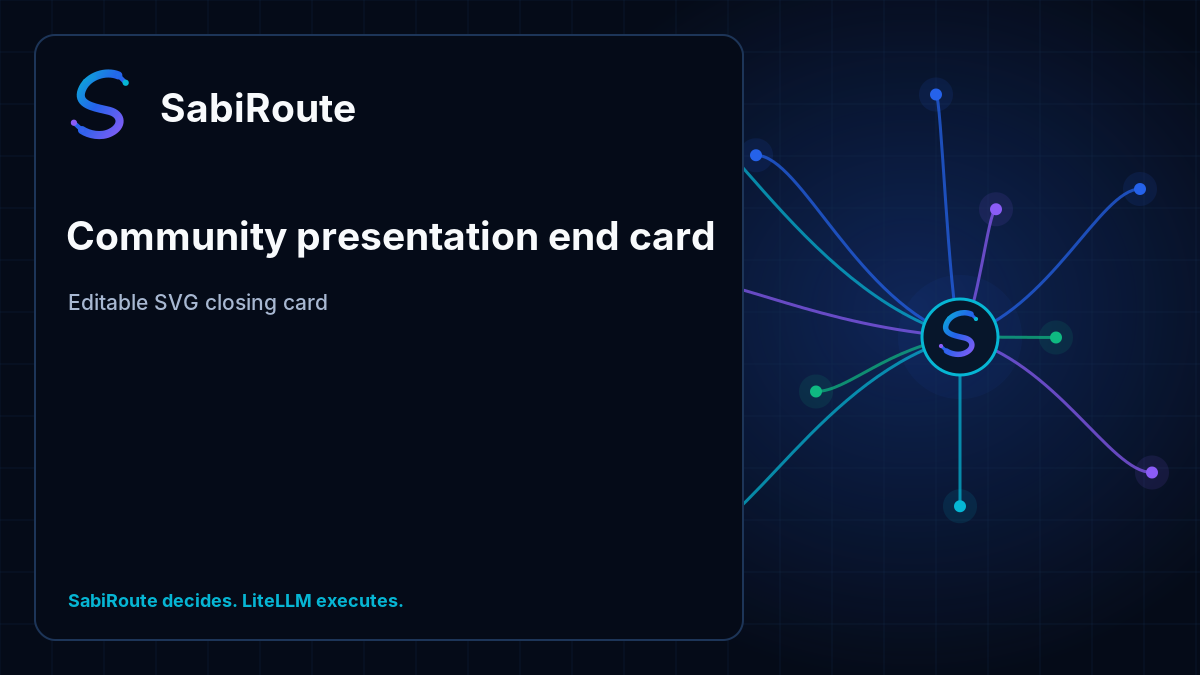 SabiRoute
Community presentation end card
Editable SVG closing card
SabiRoute decides. LiteLLM executes.